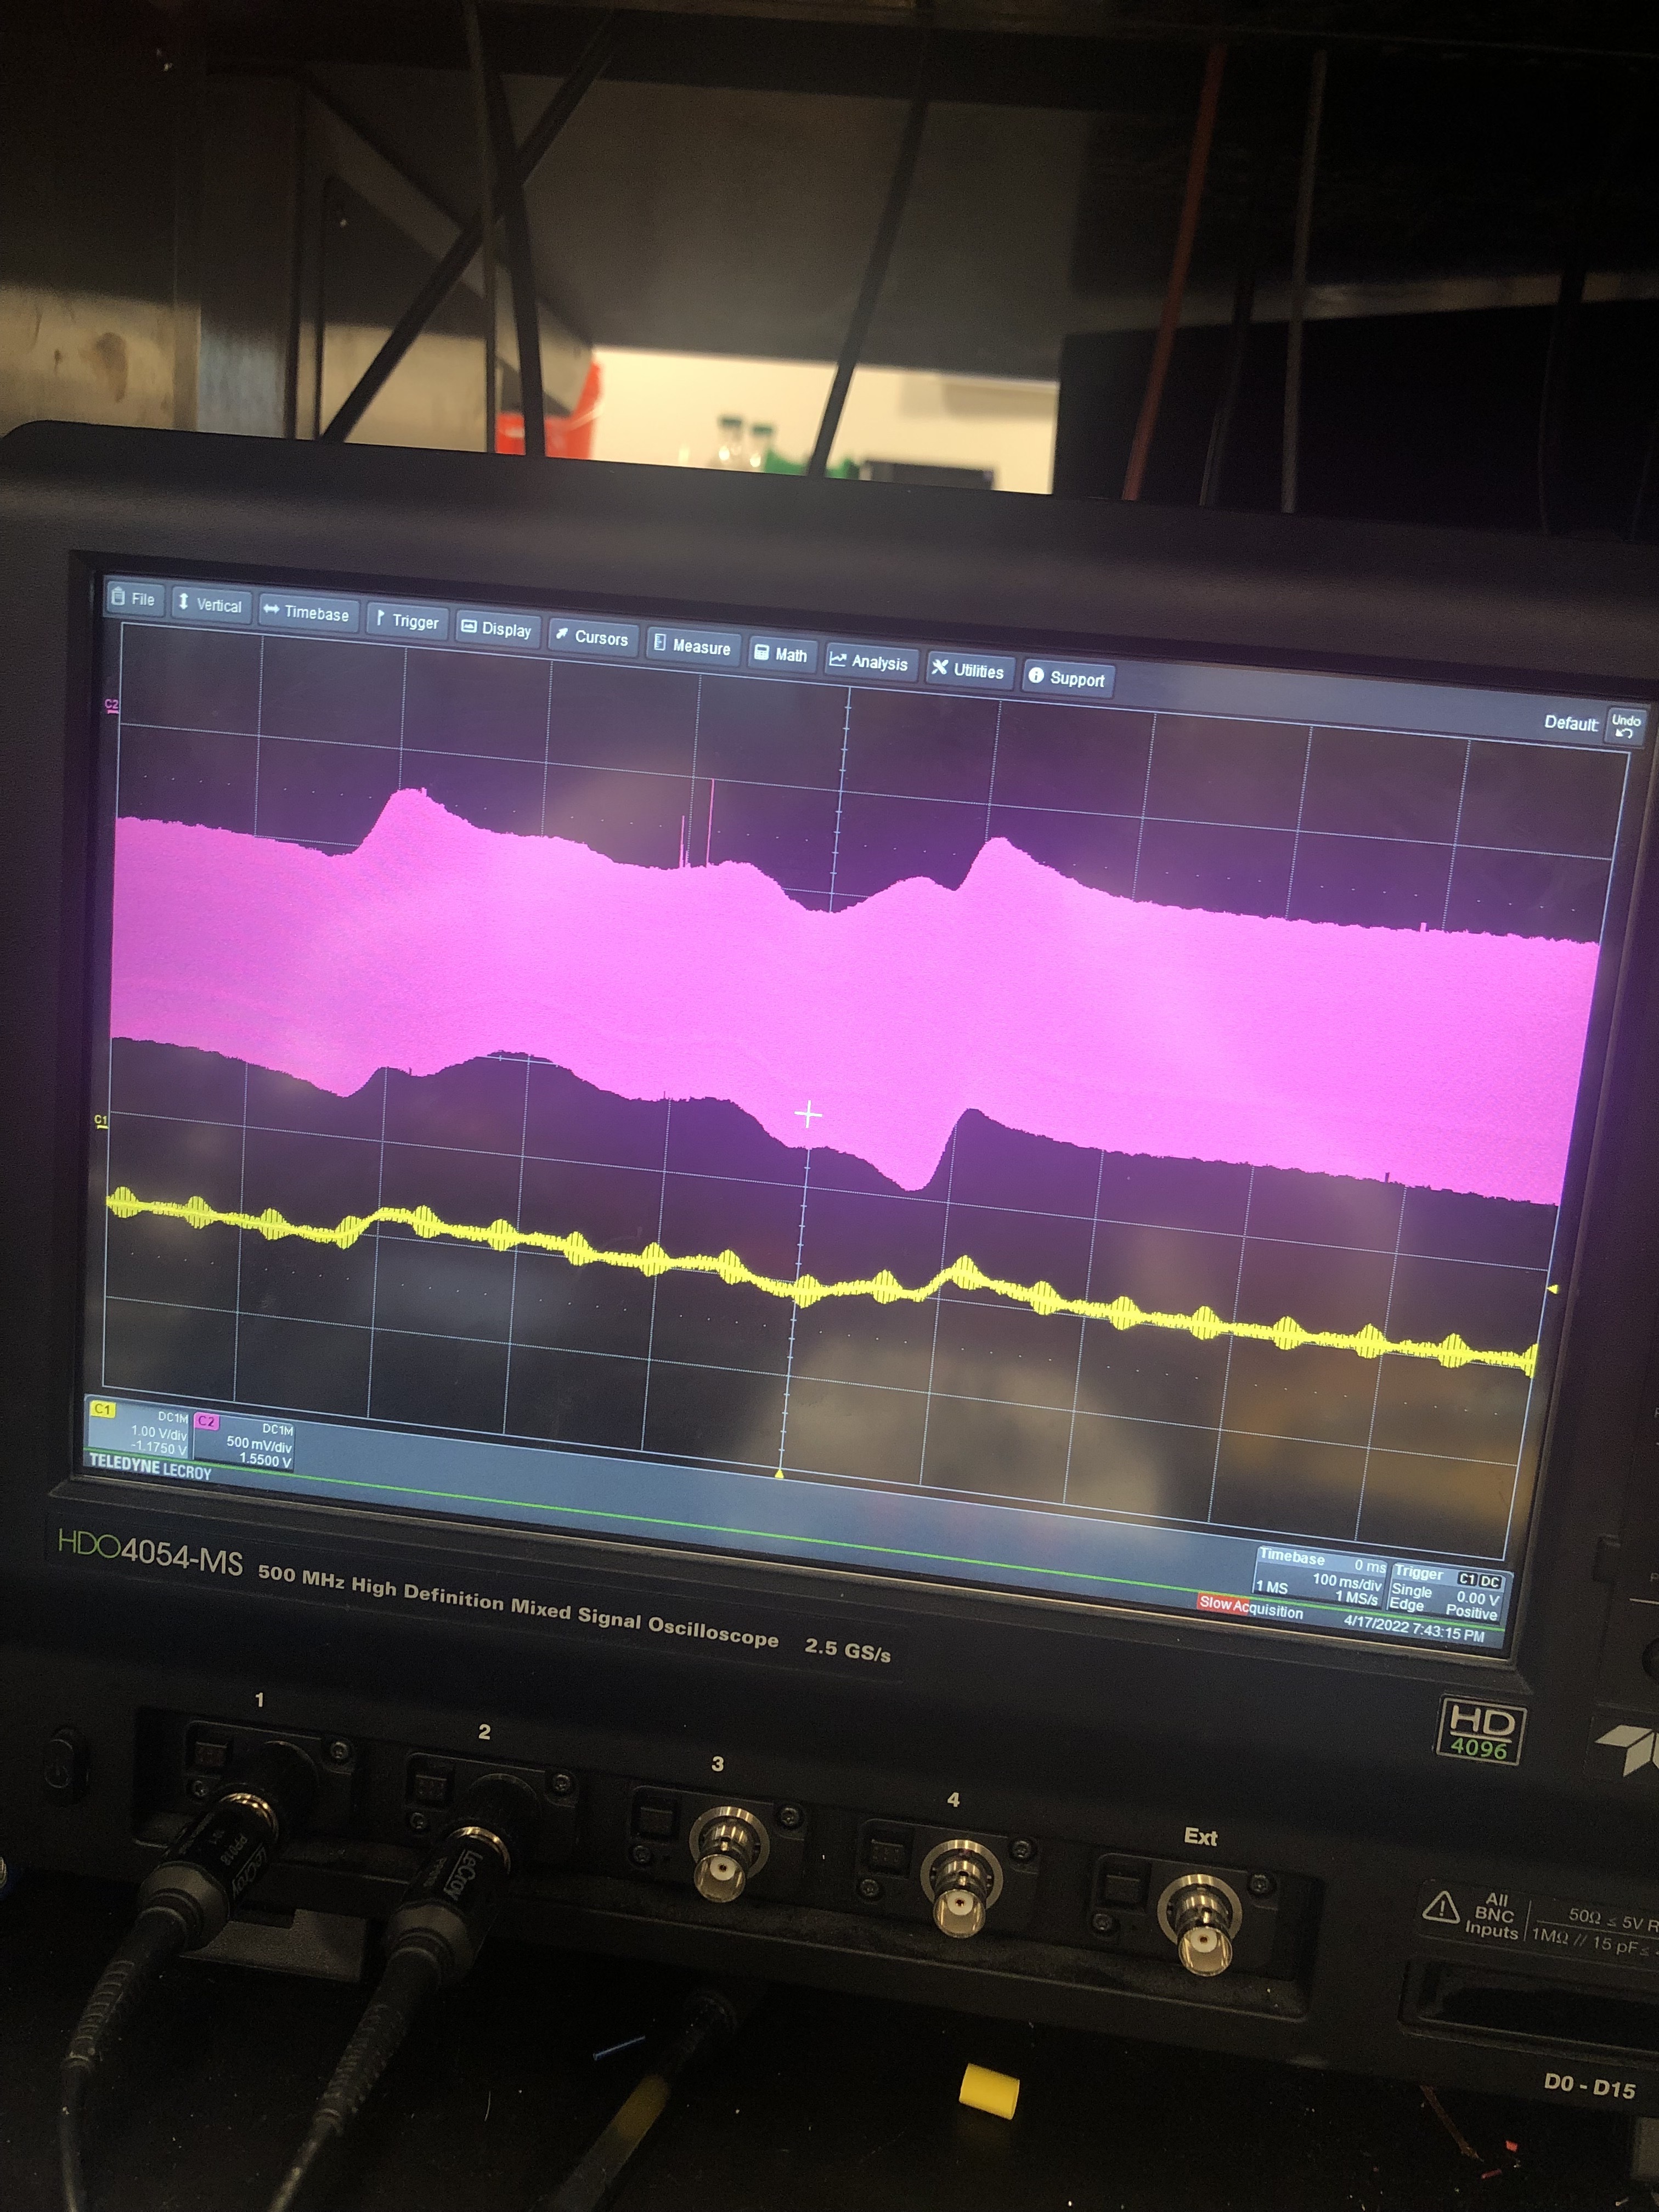 File Vertical Timebase Trigger Display Cursors Measure Math Analysis Utilities Support
Default Undo
C2
C1
C1 DC1M
1.00 V/div
-1.1750 V
C2 DC1M
500 mV/div
1.5500 V
TELEDYNE LECROY
Timebase 0 ms
100 ms/div
1 MS 1 MS/s
Trigger C1 DC
Single 0.00 V
Edge Positive
Slow Acquisition
4/17/2022 7:43:15 PM
HDO4054-MS 500 MHz High Definition Mixed Signal Oscilloscope 2.5 GS/s
HD
4096
1
2
3
4
Ext
PP018
LeCroy
LeCroy
All
BNC
Inputs
50Ω ≤ 5V R
1MΩ // 15 pF ≤
D0 - D15